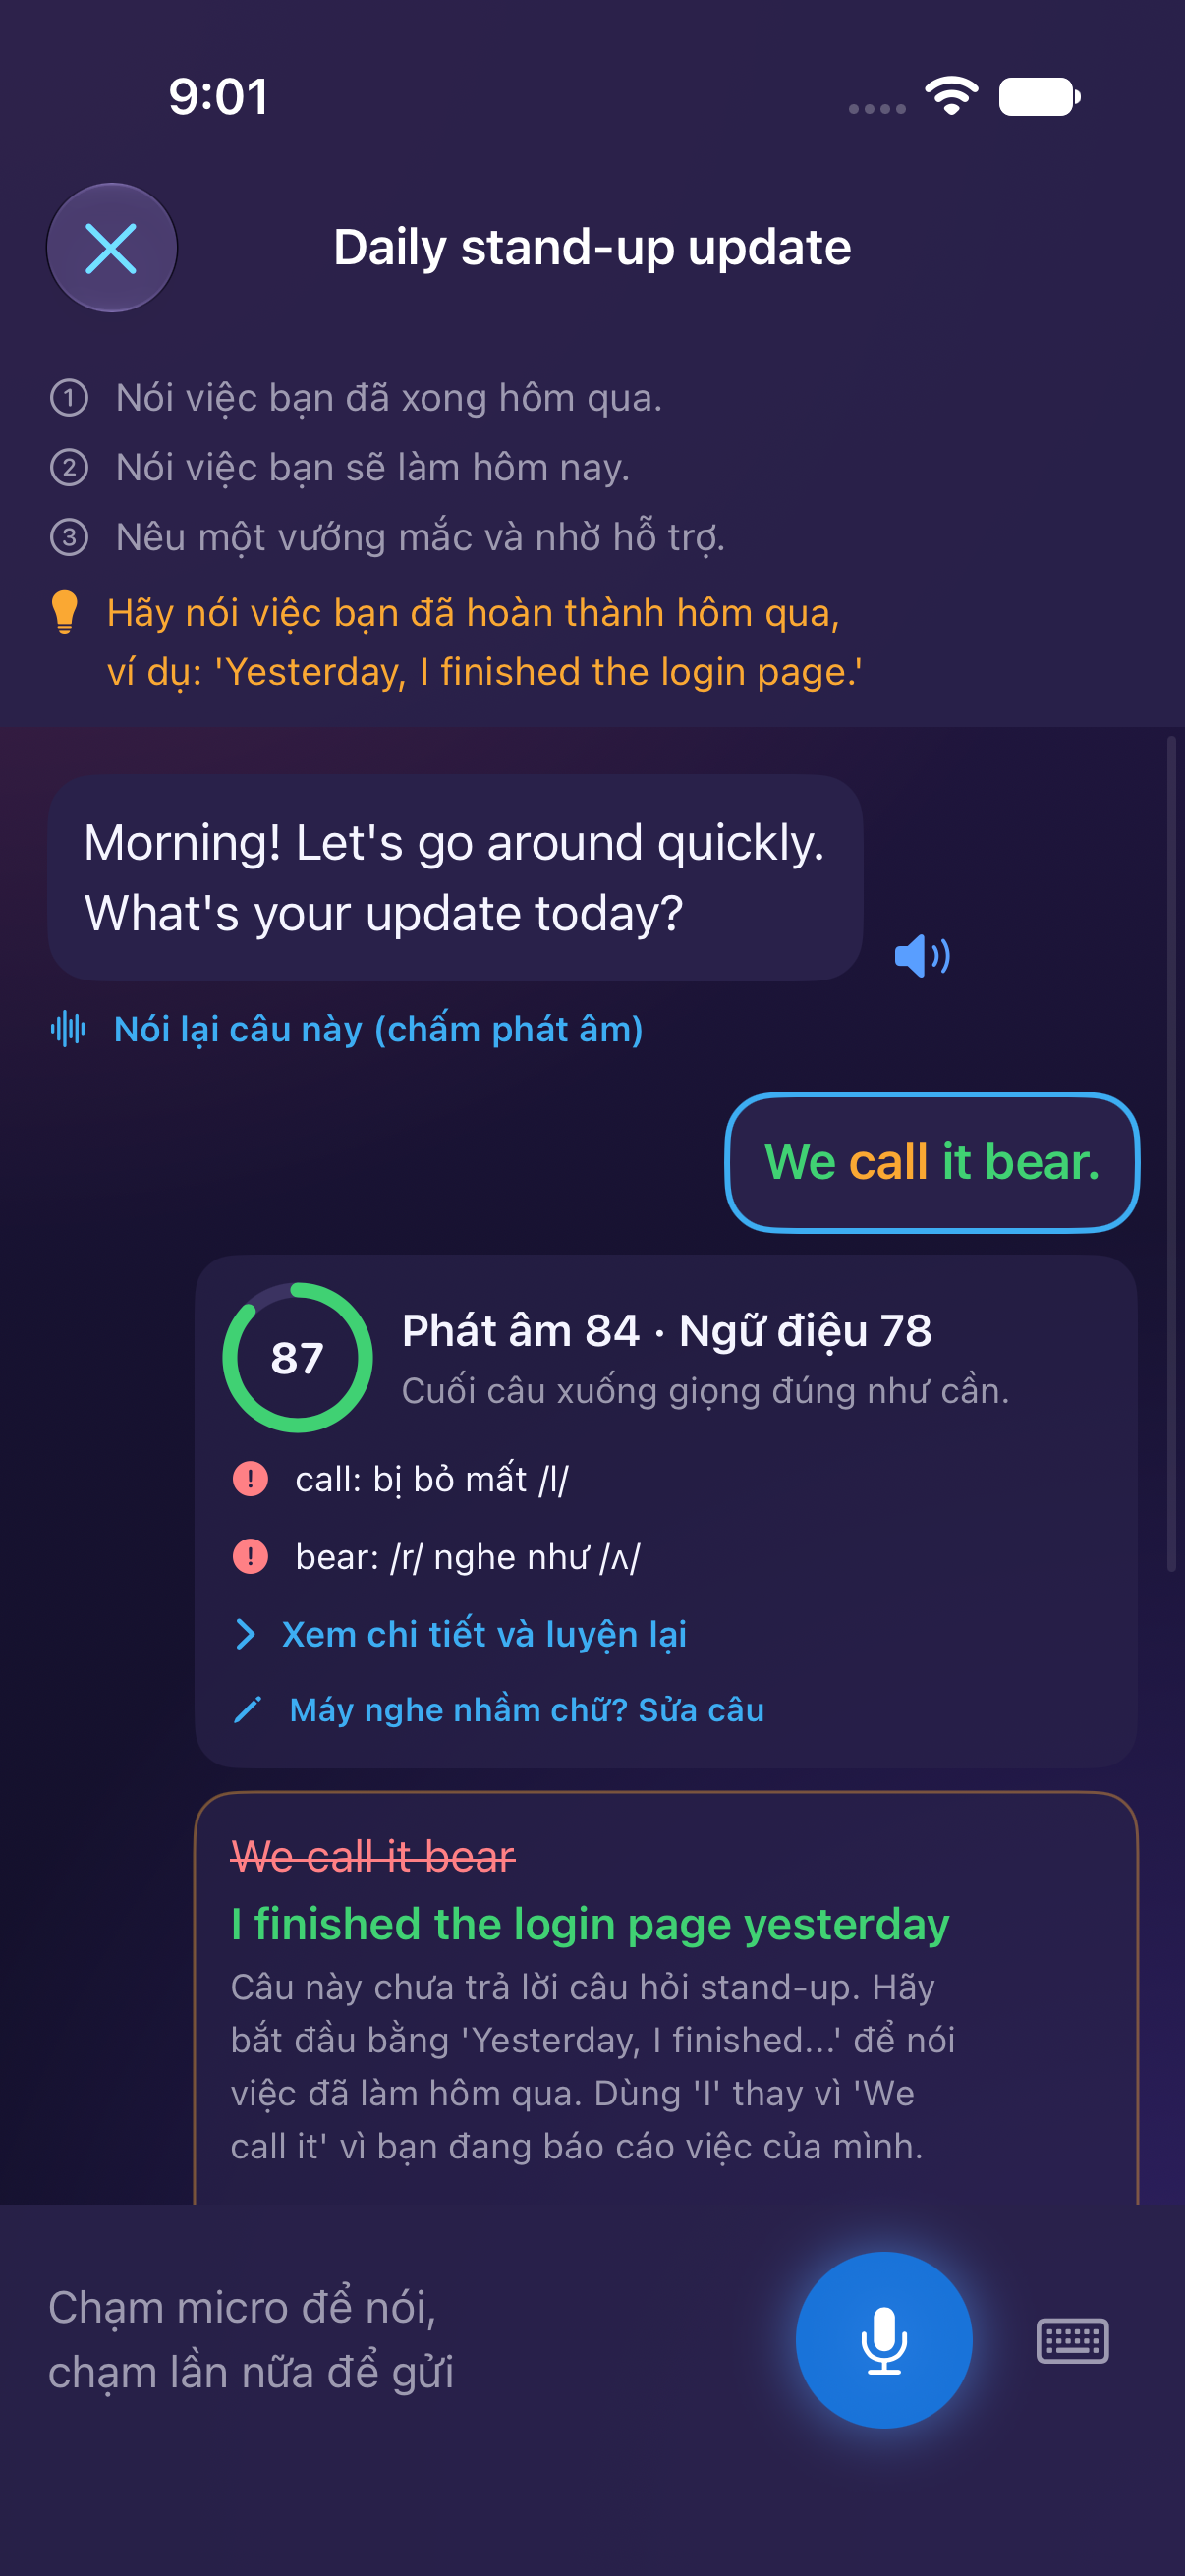 9:01
Daily stand-up update
1 Nói việc bạn đã xong hôm qua.
2 Nói việc bạn sẽ làm hôm nay.
3 Nêu một vướng mắc và nhờ hỗ trợ.
Hãy nói việc bạn đã hoàn thành hôm qua,
ví dụ: 'Yesterday, I finished the login page.'
Morning! Let's go around quickly.
What's your update today?
Nói lại câu này (chấm phát âm)
We call it bear.
87
Phát âm 84 · Ngữ điệu 78
Cuối câu xuống giọng đúng như cần.
call: bị bỏ mất /l/
bear: /r/ nghe như /ʌ/
Xem chi tiết và luyện lại
Máy nghe nhầm chữ? Sửa câu
We call it bear
I finished the login page yesterday
Câu này chưa trả lời câu hỏi stand-up. Hãy
bắt đầu bằng 'Yesterday, I finished...' để nói
việc đã làm hôm qua. Dùng 'I' thay vì 'We
call it' vì bạn đang báo cáo việc của mình.
Chạm micro để nói,
chạm lần nữa để gửi